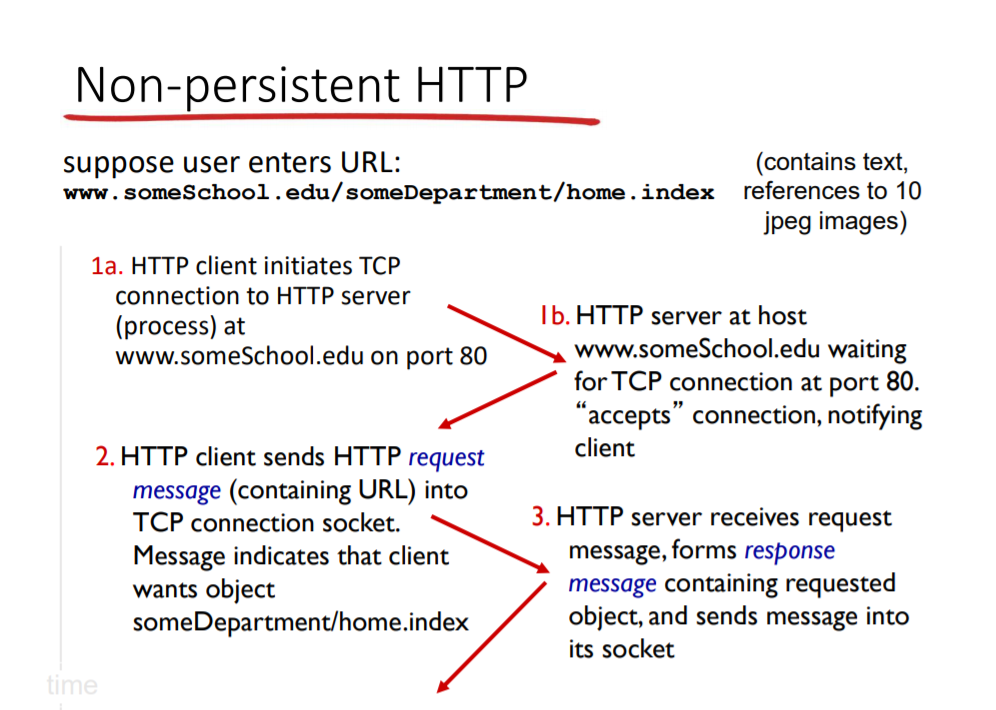 Non-persistent HTTP
suppose user enters URL:
www.someSchool.edu/someDepartment/home.index
(contains text,
references to 10
jpeg images)
1a. HTTP client initiates TCP
connection to HTTP server
(process) at
www.someSchool.edu on port 80
1b. HTTP server at host
www.someSchool.edu waiting
for TCP connection at port 80.
“accepts” connection, notifying
client
2. HTTP client sends HTTP request
message (containing URL) into
TCP connection socket.
Message indicates that client
wants object
someDepartment/home.index
3. HTTP server receives request
message, forms response
message containing requested
object, and sends message into
its socket
time